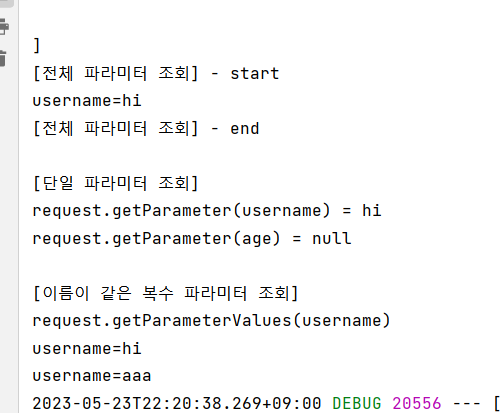 ]
[전체 파라미터 조회] - start
username=hi
[전체 파라미터 조회] - end
[단일 파라미터 조회]
request.getParameter(username) = hi
request.getParameter(age) = null
[이름이 같은 복수 파라미터 조회]
request.getParameterValues(username)
username=hi
username=aaa
2023-05-23T22:20:38.269+09:00 DEBUG 20556 --- [